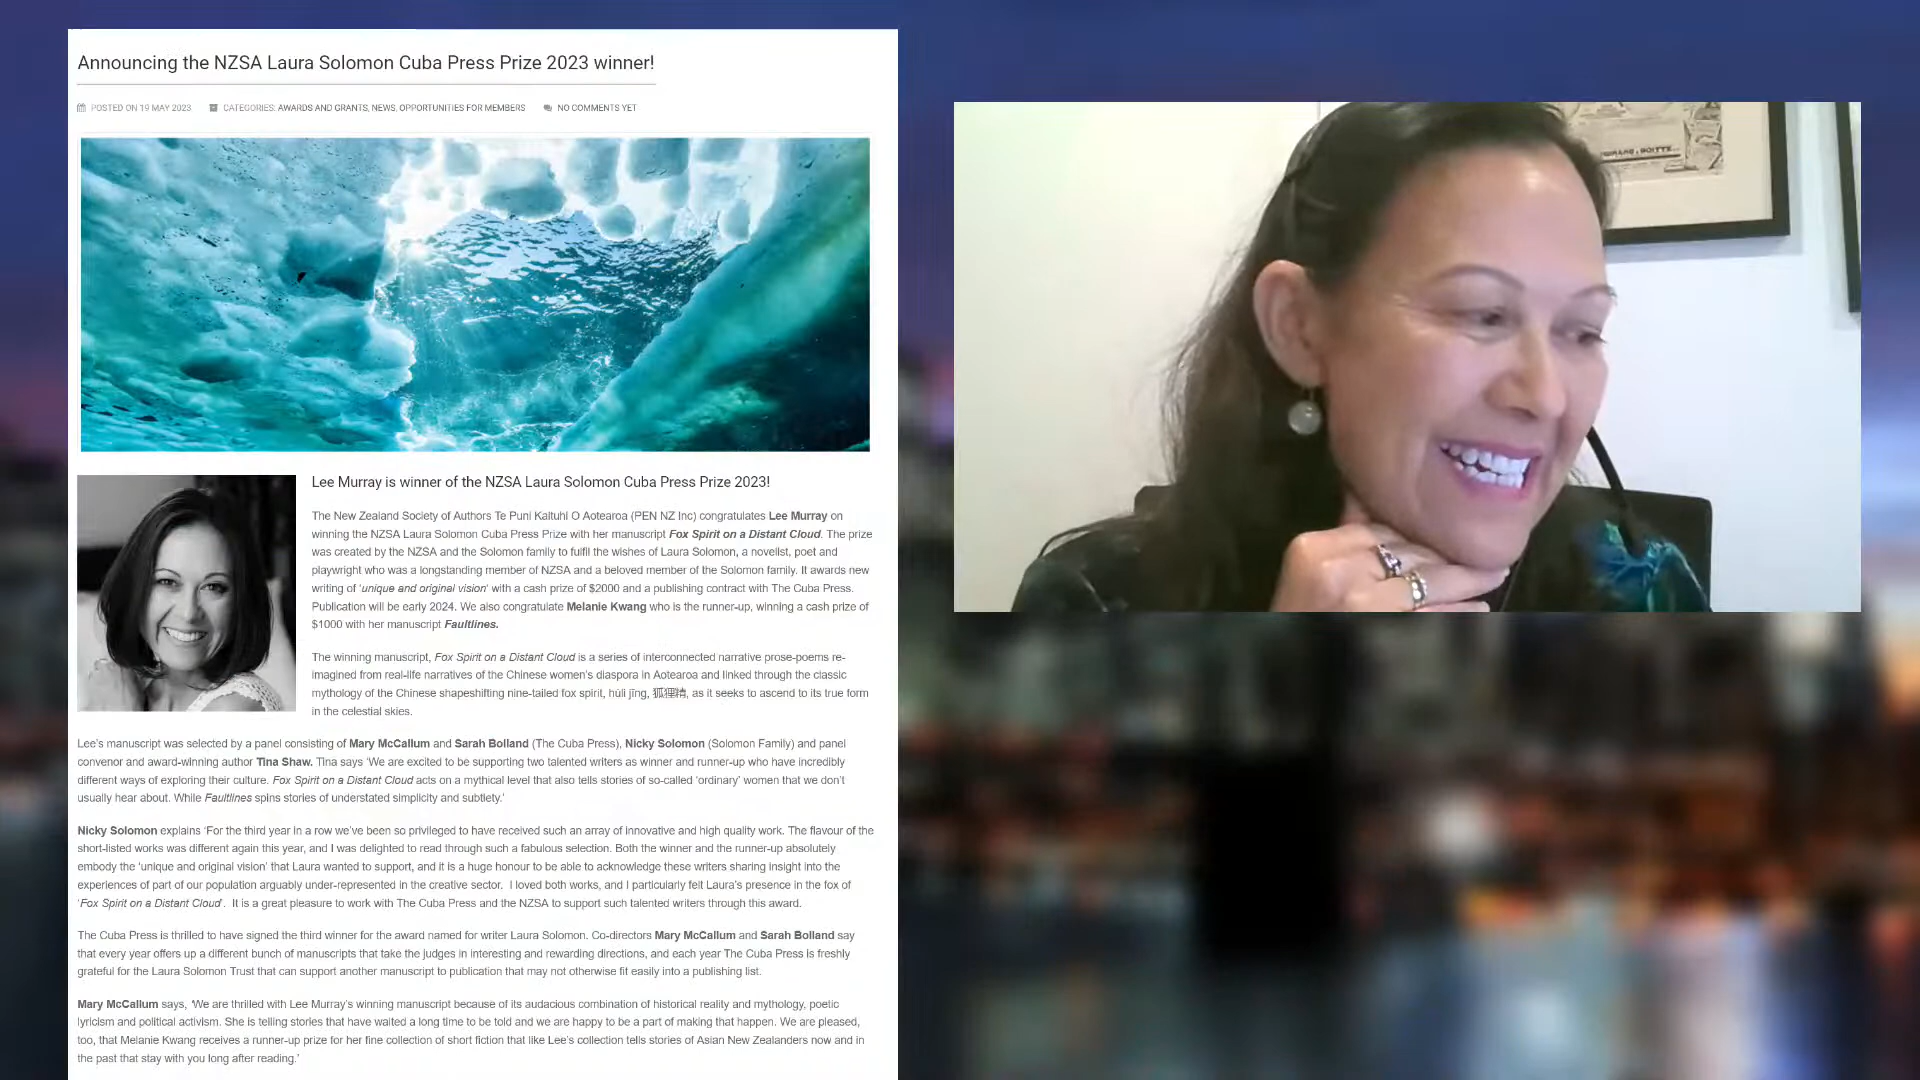 Announcing the NZSA Laura Solomon Cuba Press Prize 2023 winner!
POSTED ON 19 MAY 2023 CATEGORIES: AWARDS AND GRANTS, NEWS, OPPORTUNITIES FOR MEMBERS NO COMMENTS YET
Lee Murray is winner of the NZSA Laura Solomon Cuba Press Prize 2023!
The New Zealand Society of Authors Te Puni Kaituhi O Aotearoa (PEN NZ Inc) congratulates Lee Murray on
winning the NZSA Laura Solomon Cuba Press Prize with her manuscript Fox Spirit on a Distant Cloud. The prize
was created by the NZSA and the Solomon family to fulfil the wishes of Laura Solomon, a novelist, poet and
playwright who was a longstanding member of NZSA and a beloved member of the Solomon family. It awards new
writing of 'unique and original vision' with a cash prize of $2000 and a publishing contract with The Cuba Press.
Publication will be early 2024. We also congratulate Melanie Kwang who is the runner-up, winning a cash prize of
$1000 with her manuscript Faultlines.
The winning manuscript, Fox Spirit on a Distant Cloud is a series of interconnected narrative prose-poems re-
imagined from real-life narratives of the Chinese women's diaspora in Aotearoa and linked through the classic
mythology of the Chinese shapeshifting nine-tailed fox spirit, húli jīng, 狐狸精, as it seeks to ascend to its true form
in the celestial skies.
Lee's manuscript was selected by a panel consisting of Mary McCallum and Sarah Bolland (The Cuba Press), Nicky Solomon (Solomon Family) and panel
convenor and award-winning author Tina Shaw. Tina says 'We are excited to be supporting two talented writers as winner and runner-up who have incredibly
different ways of exploring their culture. Fox Spirit on a Distant Cloud acts on a mythical level that also tells stories of so-called 'ordinary' women that we don't
usually hear about. While Faultlines spins stories of understated simplicity and subtlety.'
Nicky Solomon explains 'For the third year in a row we've been so privileged to have received such an array of innovative and high quality work. The flavour of the
short-listed works was different again this year, and I was delighted to read through such a fabulous selection. Both the winner and the runner-up absolutely
embody the 'unique and original vision' that Laura wanted to support, and it is a huge honour to be able to acknowledge these writers sharing insight into the
experiences of part of our population arguably under-represented in the creative sector. I loved both works, and I particularly felt Laura's presence in the fox of
'Fox Spirit on a Distant Cloud'. It is a great pleasure to work with The Cuba Press and the NZSA to support such talented writers through this award.
The Cuba Press is thrilled to have signed the third winner for the award named for writer Laura Solomon. Co-directors Mary McCallum and Sarah Bolland say
that every year offers up a different bunch of manuscripts that take the judges in interesting and rewarding directions, and each year The Cuba Press is freshly
grateful for the Laura Solomon Trust that can support another manuscript to publication that may not otherwise fit easily into a publishing list.
Mary McCallum says, 'We are thrilled with Lee Murray's winning manuscript because of its audacious combination of historical reality and mythology, poetic
lyricism and political activism. She is telling stories that have waited a long time to be told and we are happy to be a part of making that happen. We are pleased,
too, that Melanie Kwang receives a runner-up prize for her fine collection of short fiction that like Lee's collection tells stories of Asian New Zealanders now and in
the past that stay with you long after reading.'